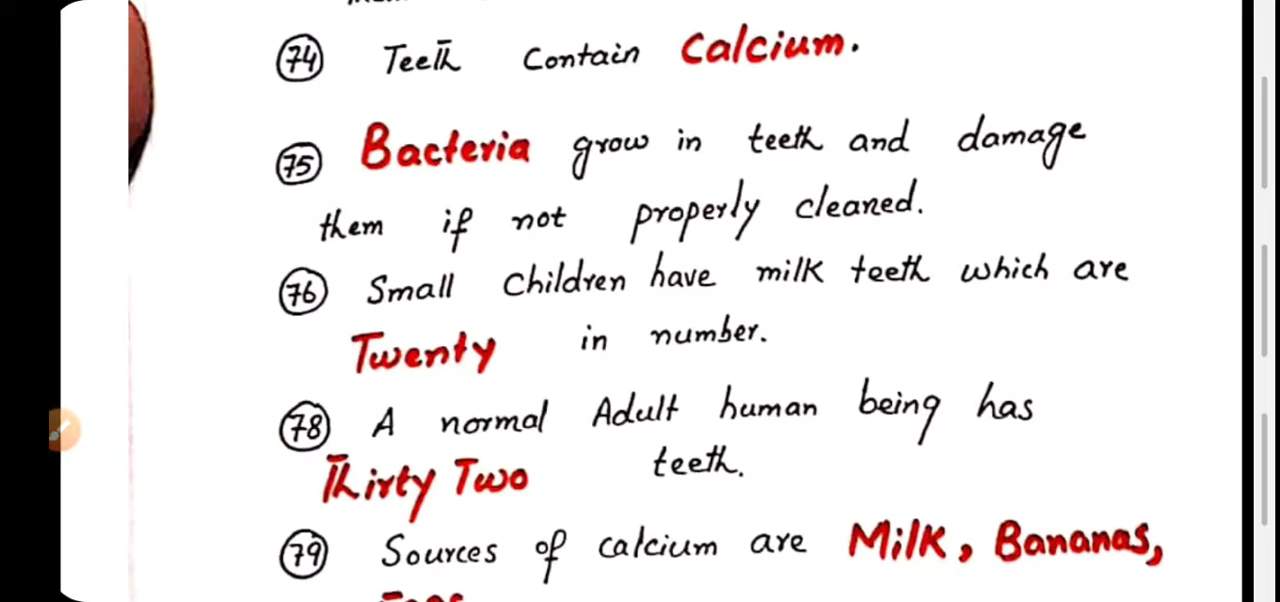 74 Teeth Contain Calcium.
75 Bacteria grow in teeth and damage
them if not properly cleaned.
76 Small Children have milk teeth which are
Twenty in number.
78 A normal Adult human being has
Thirty Two teeth.
79 Sources of calcium are Milk, Bananas,